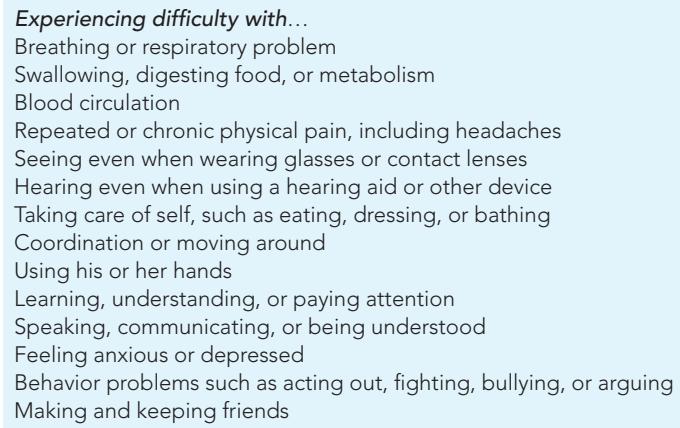 Experiencing difficulty with…
Breathing or respiratory problem
Swallowing, digesting food, or metabolism
Blood circulation
Repeated or chronic physical pain, including headaches
Seeing even when wearing glasses or contact lenses
Hearing even when using a hearing aid or other device
Taking care of self, such as eating, dressing, or bathing
Coordination or moving around
Using his or her hands
Learning, understanding, or paying attention
Speaking, communicating, or being understood
Feeling anxious or depressed
Behavior problems such as acting out, fighting, bullying, or arguing
Making and keeping friends